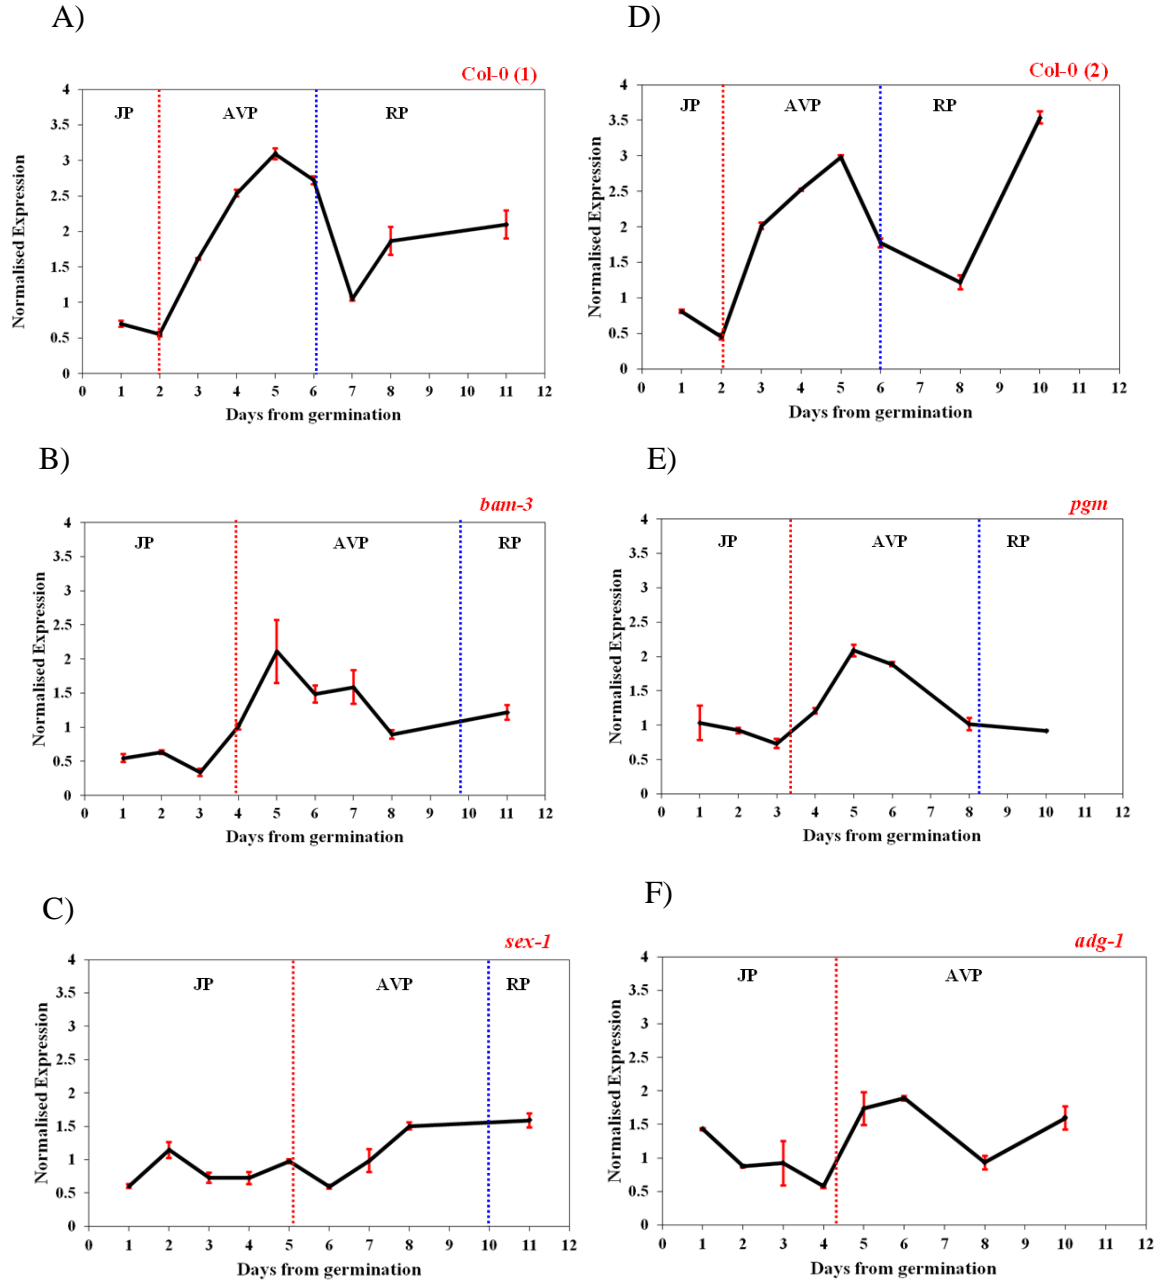 A)
Col-0 (1)
JP AVP RP
4
3.5
3
2.5
2
1.5
1
0.5
0
Normalised Expression
0 1 2 3 4 5 6 7 8 9 10 11 12
Days from germination
D)
Col-0 (2)
JP AVP RP
4
3.5
3
2.5
2
1.5
1
0.5
0
Normalised Expression
0 1 2 3 4 5 6 7 8 9 10 11 12
Days from germination
B)
bam-3
JP AVP RP
4
3.5
3
2.5
2
1.5
1
0.5
0
Normalised Expression
0 1 2 3 4 5 6 7 8 9 10 11 12
Days from germination
E)
pgm
JP AVP RP
4
3.5
3
2.5
2
1.5
1
0.5
0
Normalised Expression
0 1 2 3 4 5 6 7 8 9 10 11 12
Days from germination
C)
sex-1
JP AVP RP
4
3.5
3
2.5
2
1.5
1
0.5
0
Normalised Expression
0 1 2 3 4 5 6 7 8 9 10 11 12
Days from germination
F)
adg-1
JP AVP
4
3.5
3
2.5
2
1.5
1
0.5
0
Normalised Expression
0 1 2 3 4 5 6 7 8 9 10 11 12
Days from germination